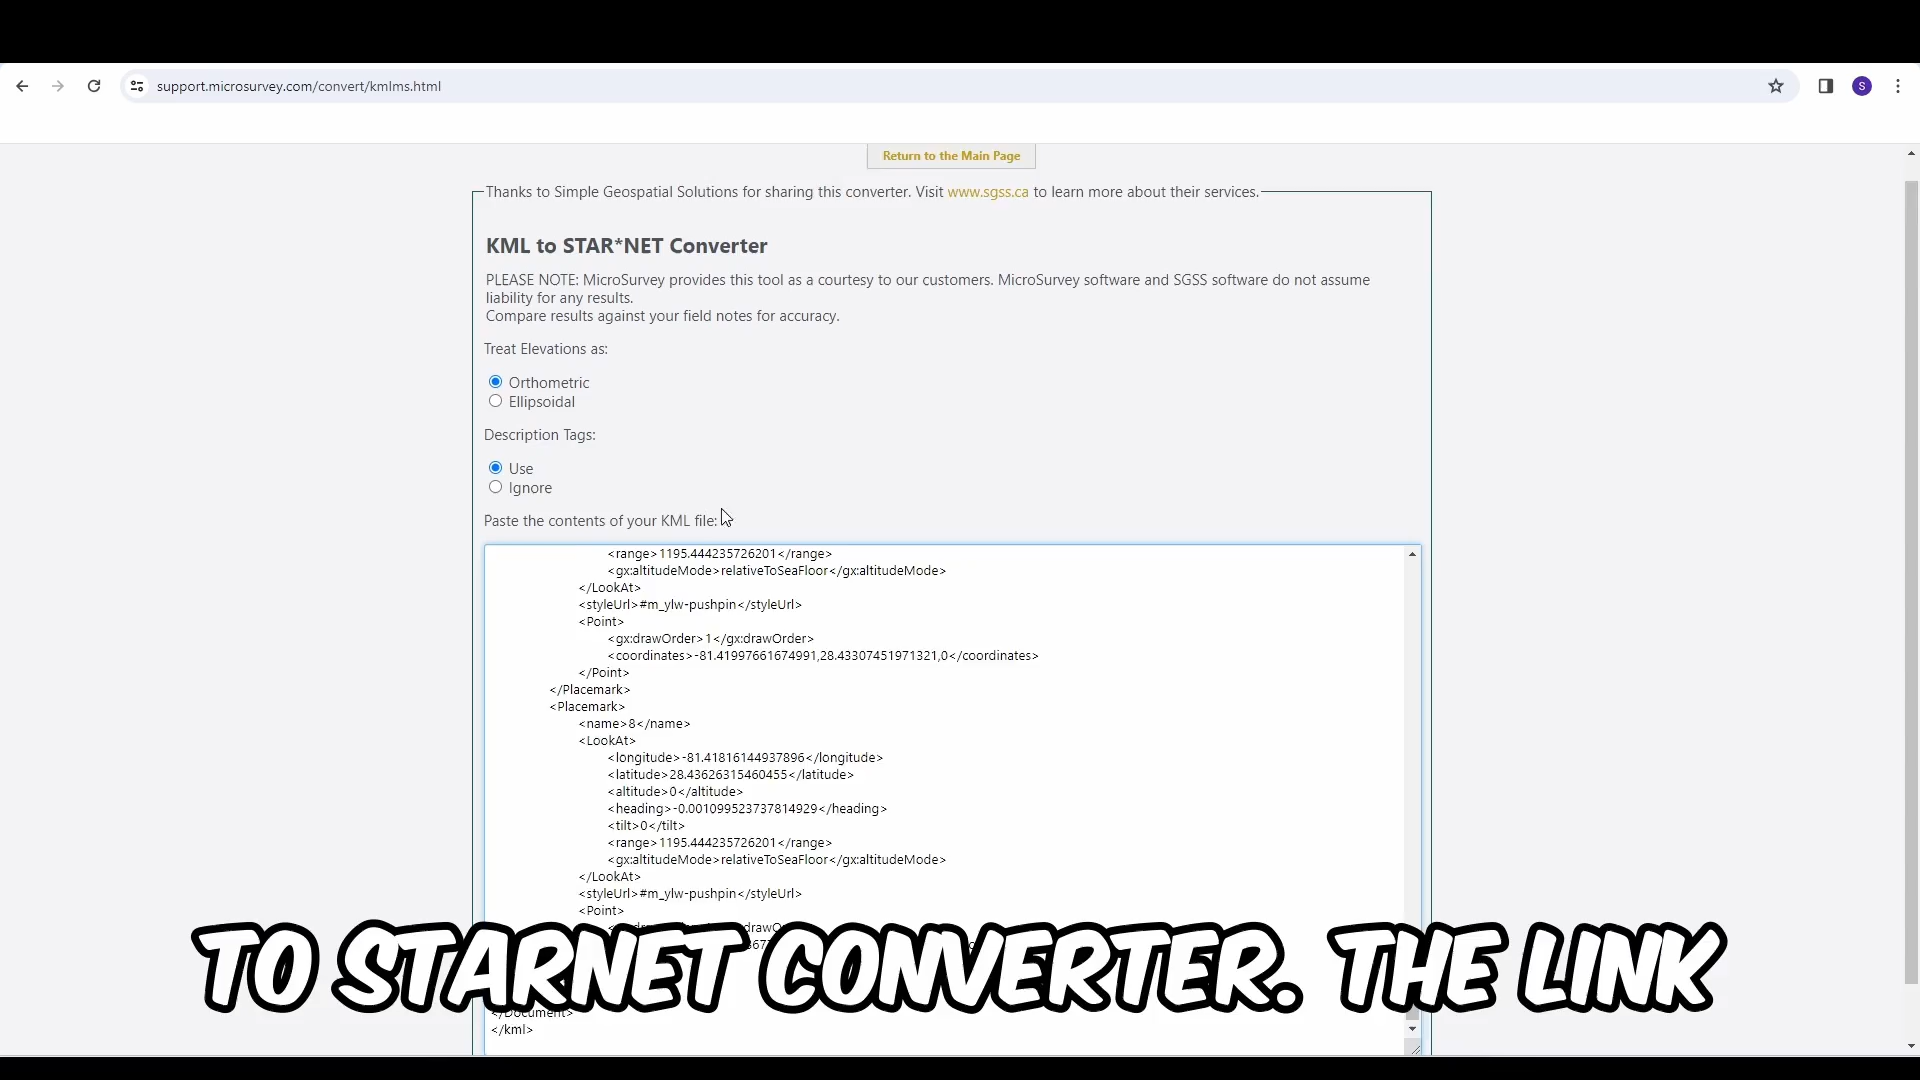 support.microsurvey.com/convert/kmlms.html
S
Return to the Main Page
Thanks to Simple Geospatial Solutions for sharing this converter. Visit www.sgss.ca to learn more about their services.
KML to STAR*NET Converter
PLEASE NOTE: MicroSurvey provides this tool as a courtesy to our customers. MicroSurvey software and SGSS software do not assume
liability for any results.
Compare results against your field notes for accuracy.
Treat Elevations as:
Orthometric
Ellipsoidal
Description Tags:
Use
Ignore
Paste the contents of your KML file:
<range>1195.444235726201</range>
<gx:altitudeMode>relativeToSeaFloor</gx:altitudeMode>
</LookAt>
<styleUrl>#m_ylw-pushpin</styleUrl>
<Point>
<gx:drawOrder>1</gx:drawOrder>
<coordinates>-81.41997661674991,28.43307451971321,0</coordinates>
</Point>
</Placemark>
<Placemark>
<name>8</name>
<LookAt>
<longitude>-81.41816144937896</longitude>
<latitude>28.43626315460455</latitude>
<altitude>0</altitude>
<heading>-0.001099523737814929</heading>
<tilt>0</tilt>
<range>1195.444235726201</range>
<gx:altitudeMode>relativeToSeaFloor</gx:altitudeMode>
</LookAt>
<styleUrl>#m_ylw-pushpin</styleUrl>
<Point>
TO STARNET CONVERTER. THE LINK
</Document>
</kml>